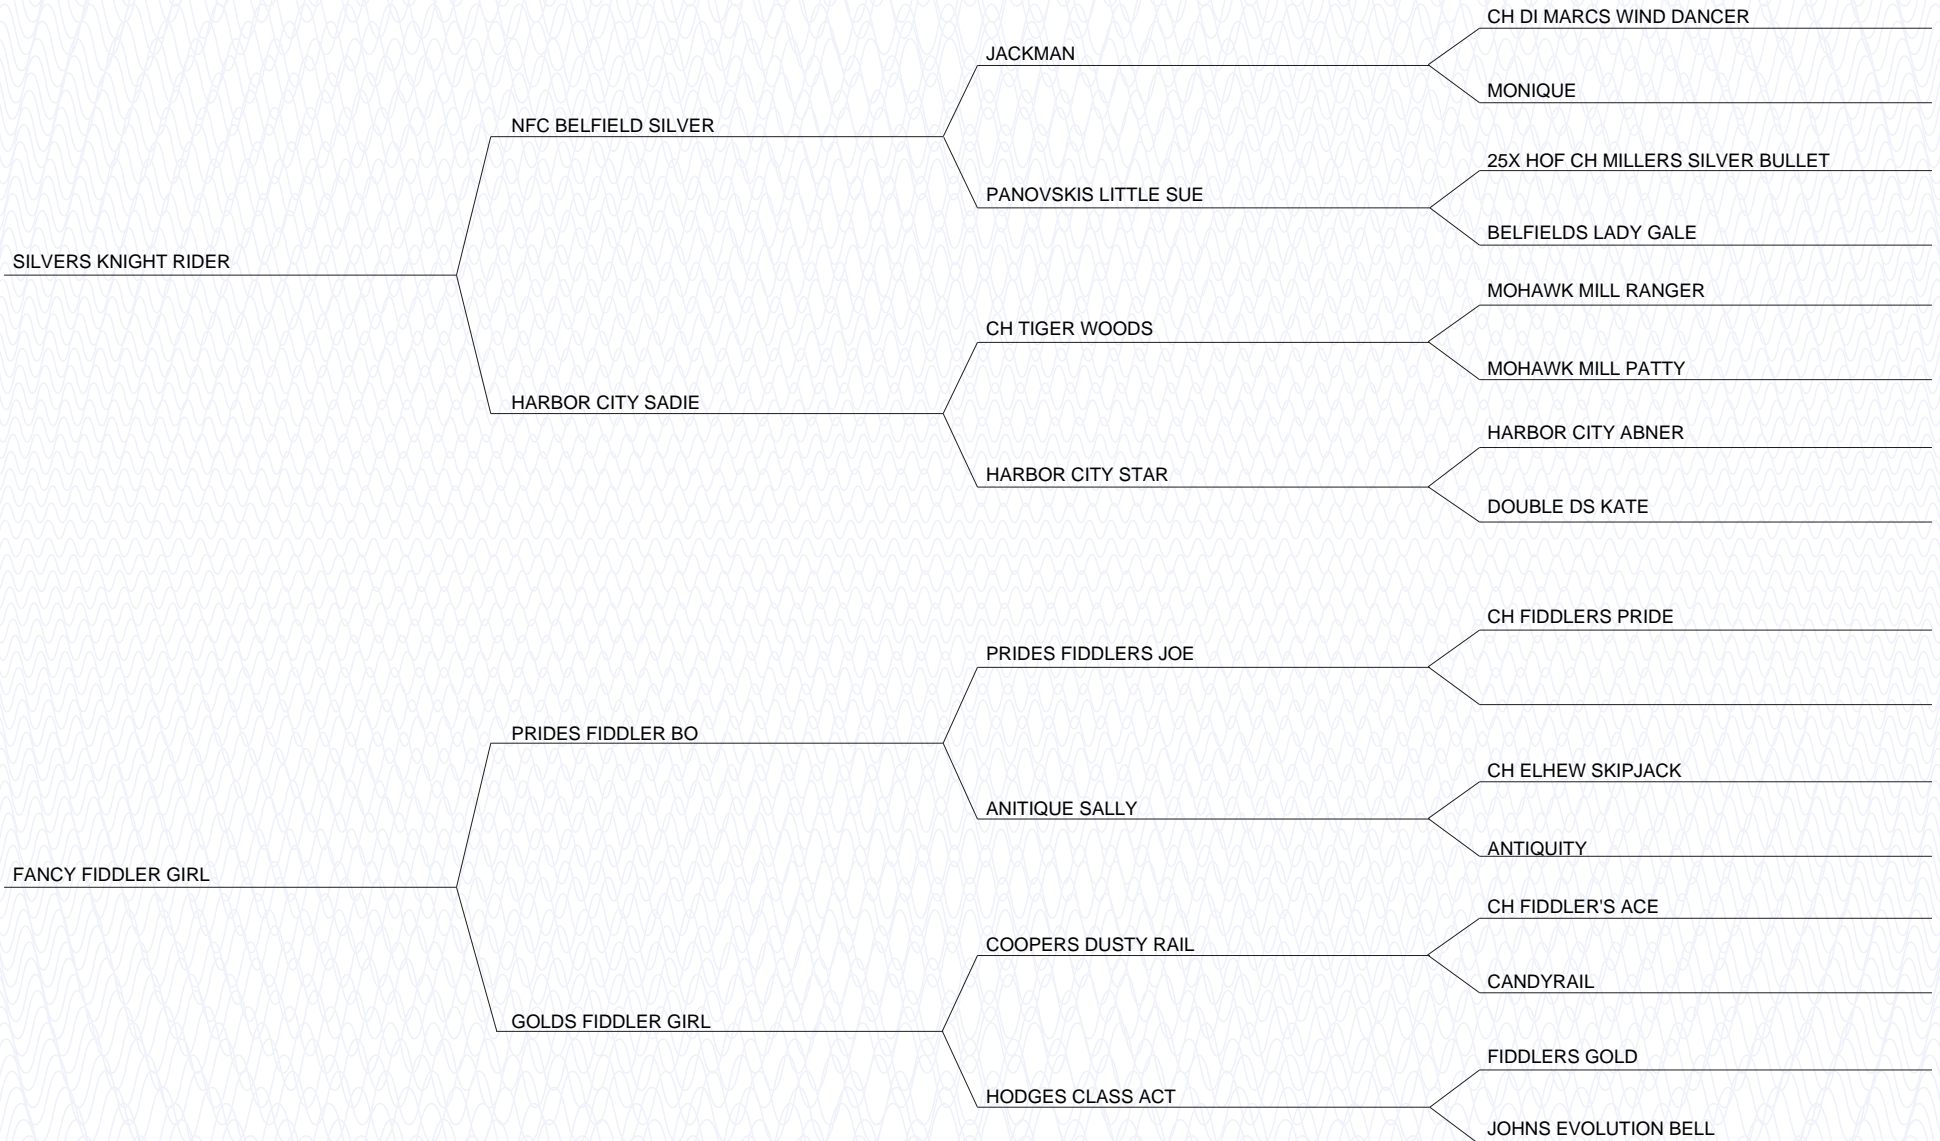 CH DI MARCS WIND DANCER
JACKMAN
MONIQUE
NFC BELFIELD SILVER
25X HOF CH MILLERS SILVER BULLET
PANOVSKIS LITTLE SUE
BELFIELDS LADY GALE
SILVERS KNIGHT RIDER
MOHAWK MILL RANGER
CH TIGER WOODS
MOHAWK MILL PATTY
HARBOR CITY SADIE
HARBOR CITY ABNER
HARBOR CITY STAR
DOUBLE DS KATE
CH FIDDLERS PRIDE
PRIDES FIDDLERS JOE
PRIDES FIDDLER BO
CH ELHEW SKIPJACK
ANITIQUE SALLY
ANTIQUITY
FANCY FIDDLER GIRL
CH FIDDLER'S ACE
COOPERS DUSTY RAIL
CANDYRAIL
GOLDS FIDDLER GIRL
FIDDLERS GOLD
HODGES CLASS ACT
JOHNS EVOLUTION BELL